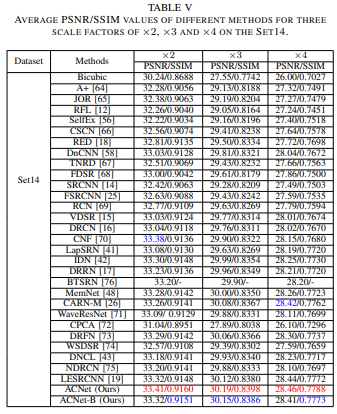 TABLE V
AVERAGE PSNR/SSIM VALUES OF DIFFERENT METHODS FOR THREE
SCALE FACTORS OF ×2, ×3 AND ×4 ON THE SET14.
Dataset Methods ×2 ×3 ×4
PSNR/SSIM PSNR/SSIM PSNR/SSIM
Set14
Bicubic 30.24/0.8688 27.55/0.7742 26.00/0.7027
A+ [64] 32.28/0.9056 29.13/0.8188 27.32/0.7491
JOR [65] 32.38/0.9063 29.19/0.8204 27.27/0.7479
RFL [12] 32.26/0.9040 29.05/0.8164 27.24/0.7451
SelfEx [56] 32.22/0.9034 29.16/0.8196 27.40/0.7518
CSCN [66] 32.56/0.9074 29.41/0.8238 27.64/0.7578
RED [18] 32.81/0.9135 29.50/0.8334 27.72/0.7698
DnCNN [58] 33.03/0.9128 29.81/0.8321 28.04/0.7672
TNRD [67] 32.51/0.9069 29.43/0.8232 27.66/0.7563
FDSR [68] 33.00/0.9042 29.61/0.8179 27.86/0.7500
SRCNN [14] 32.42/0.9063 29.28/0.8209 27.49/0.7503
FSRCNN [25] 32.63/0.9088 29.43/0.8242 27.59/0.7535
RCN [69] 32.77/0.9109 29.63/0.8269 27.79/0.7594
VDSR [15] 33.03/0.9124 29.77/0.8314 28.01/0.7674
DRCN [16] 33.04/0.9118 29.76/0.8311 28.02/0.7670
CNF [70] 33.38/0.9136 29.90/0.8322 28.15/0.7680
LapSRN [41] 33.08/0.9130 29.63/0.8269 28.19/0.7720
IDN [42] 33.30/0.9148 29.99/0.8354 28.25/0.7730
DRRN [17] 33.23/0.9136 29.96/0.8349 28.21/0.7720
BTSRN [76] 33.20/- 29.90/- 28.20/-
MemNet [48] 33.28/0.9142 30.00/0.8350 28.26/0.7723
CARN-M [26] 33.26/0.9141 30.08/0.8367 28.42/0.7762
WaveResNet [71] 33.09/ 0.9129 29.88/0.8331 28.11/0.7699
CPCA [72] 31.04/0.8951 27.89/0.8038 26.10/0.7296
DRFN [73] 33.29/0.9142 30.06/0.8366 28.30/0.7737
WSDSR [74] 32.57/0.9108 29.39/0.8302 27.59/0.7659
DNCL [43] 33.18/0.9141 29.93/0.8340 28.23/0.7717
NDRCN [75] 33.20/0.9141 29.88/0.8333 28.10/0.7697
LESRCNN [19] 33.32/0.9148 30.12/0.8380 28.44/0.7772
ACNet (Ours) 33.41/0.9160 30.19/0.8398 28.46/0.7788
ACNet-B (Ours) 33.32/0.9151 30.15/0.8386 28.41/0.7773